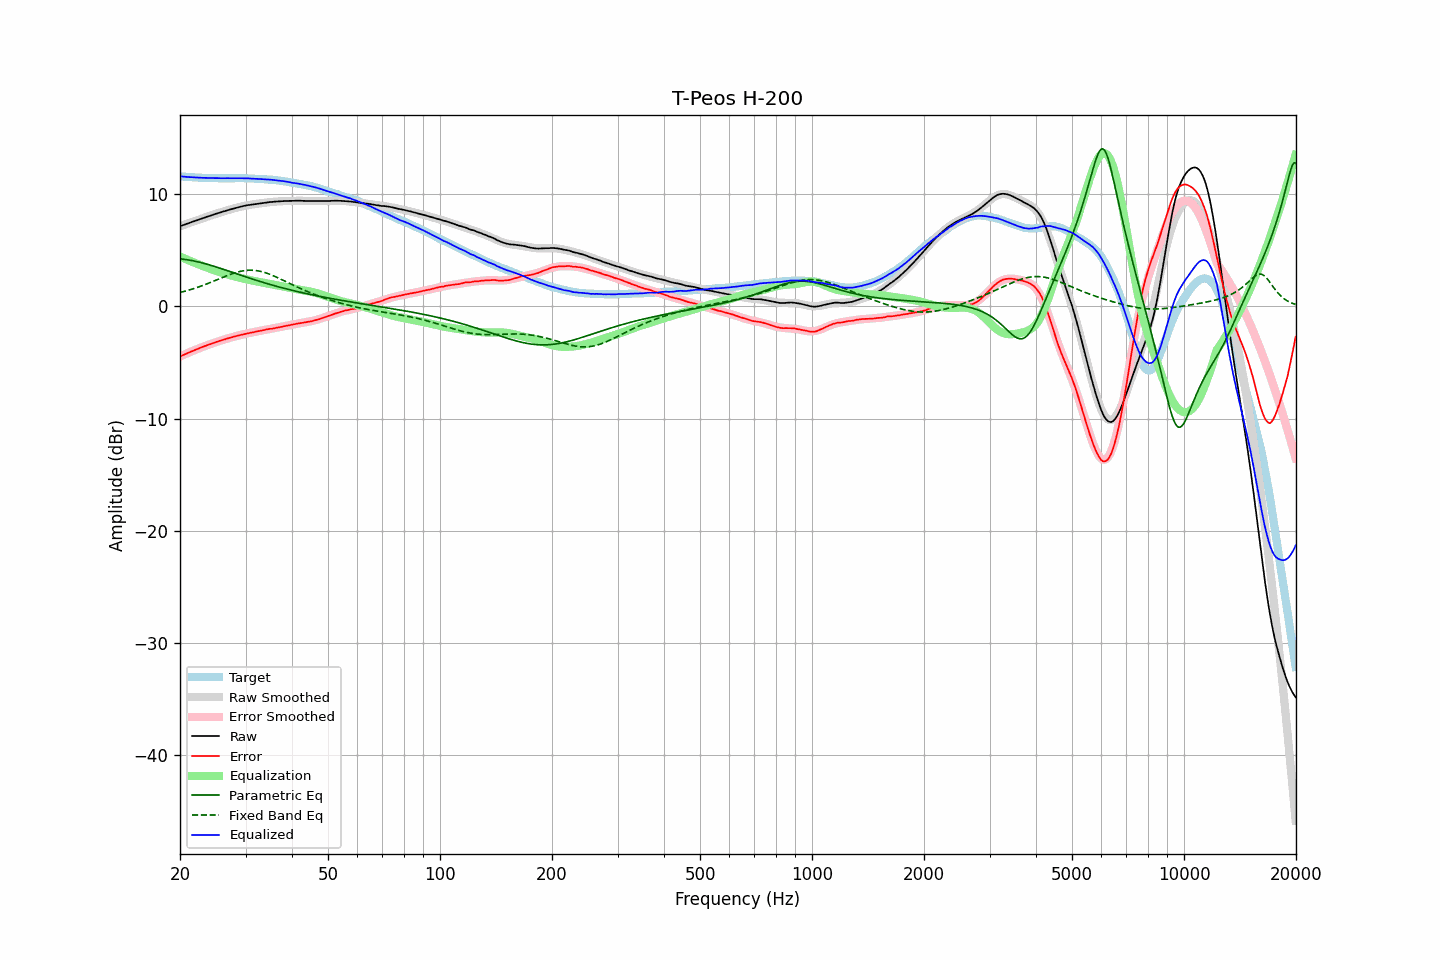 T-Peos H-200
10
0
−10
−20
−30
−40
Amplitude (dBr)
Target
Raw Smoothed
Error Smoothed
Raw
Error
Equalization
Parametric Eq
Fixed Band Eq
Equalized
20 50 100 200 500 1000 2000 5000 10000 20000
Frequency (Hz)